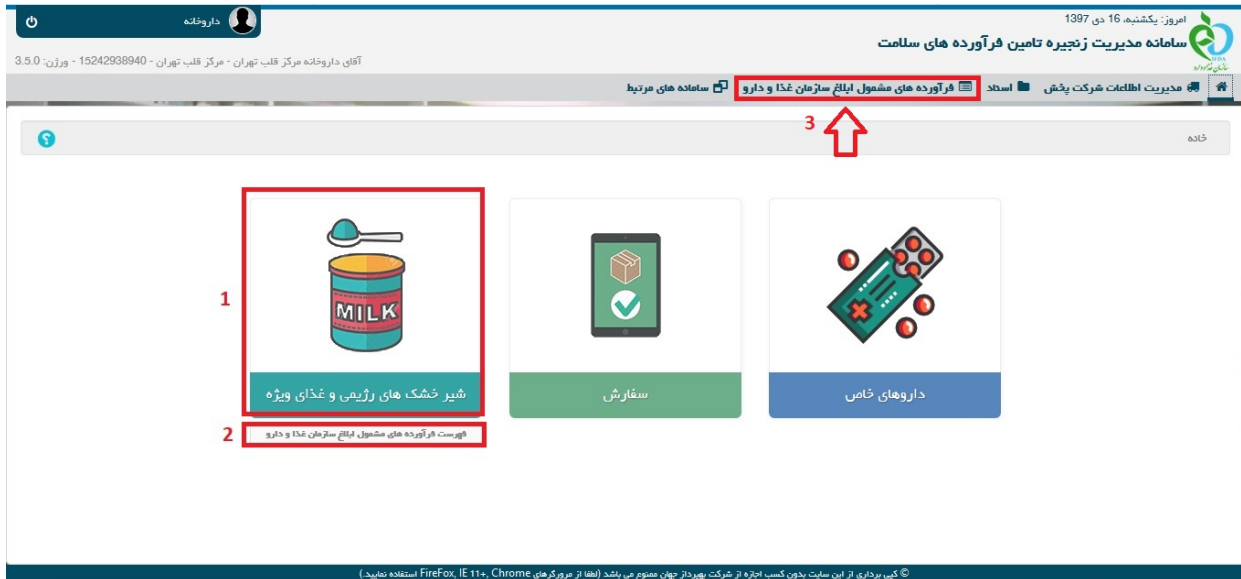 امروز: یکشنبه، 16 دی 1397
سامانه مدیریت زنجیره تامین فرآورده های سلامت
IFDA
داروخانه
آقای داروخانه مرکز قلب تهران - مرکز قلب تهران - 15242938940 - ورژن: 3.5.0
مدیریت اطلاعات شرکت پخش
اسناد
فرآورده های مشمول ابلاغ سازمان غذا و دارو
سامانه های مرتبط
3
خانه
داروهای خاص
سفارش
1
MILK
شیر خشک های رژیمی و غذای ویژه
2
فهرست فرآورده های مشمول ابلاغ سازمان غذا و دارو
© کپی برداری از این سایت بدون کسب اجازه از شرکت بهپرداز جهان ممنوع می باشد (لطفا از مرورگرهای FireFox, IE 11+, Chrome استفاده نمایید.)